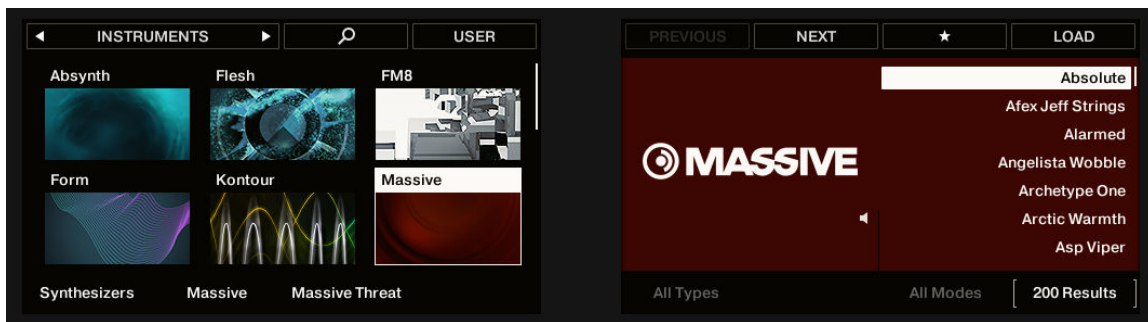 INSTRUMENTS USER
Absynth Flesh FM8
Form Kontour Massive
Synthesizers Massive Massive Threat
PREVIOUS NEXT ★ LOAD
MASSIVE
Absolute
Afex Jeff Strings
Alarmed
Angelista Wobble
Archetype One
Arctic Warmth
Asp Viper
All Types All Modes 200 Results